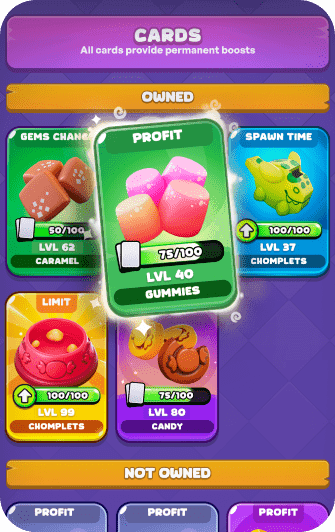 CARDS
All cards provide permanent boosts
OWNED
GEMS CHAN
50/100
LVL 62
CARAMEL
PROFIT
75/100
LVL 40
GUMMIES
SPAWN TIME
100/100
LVL 37
CHOMPLETS
LIMIT
100/100
LVL 99
CHOMPLETS
75/100
LVL 80
CANDY
NOT OWNED
PROFIT
PROFIT
PROFIT